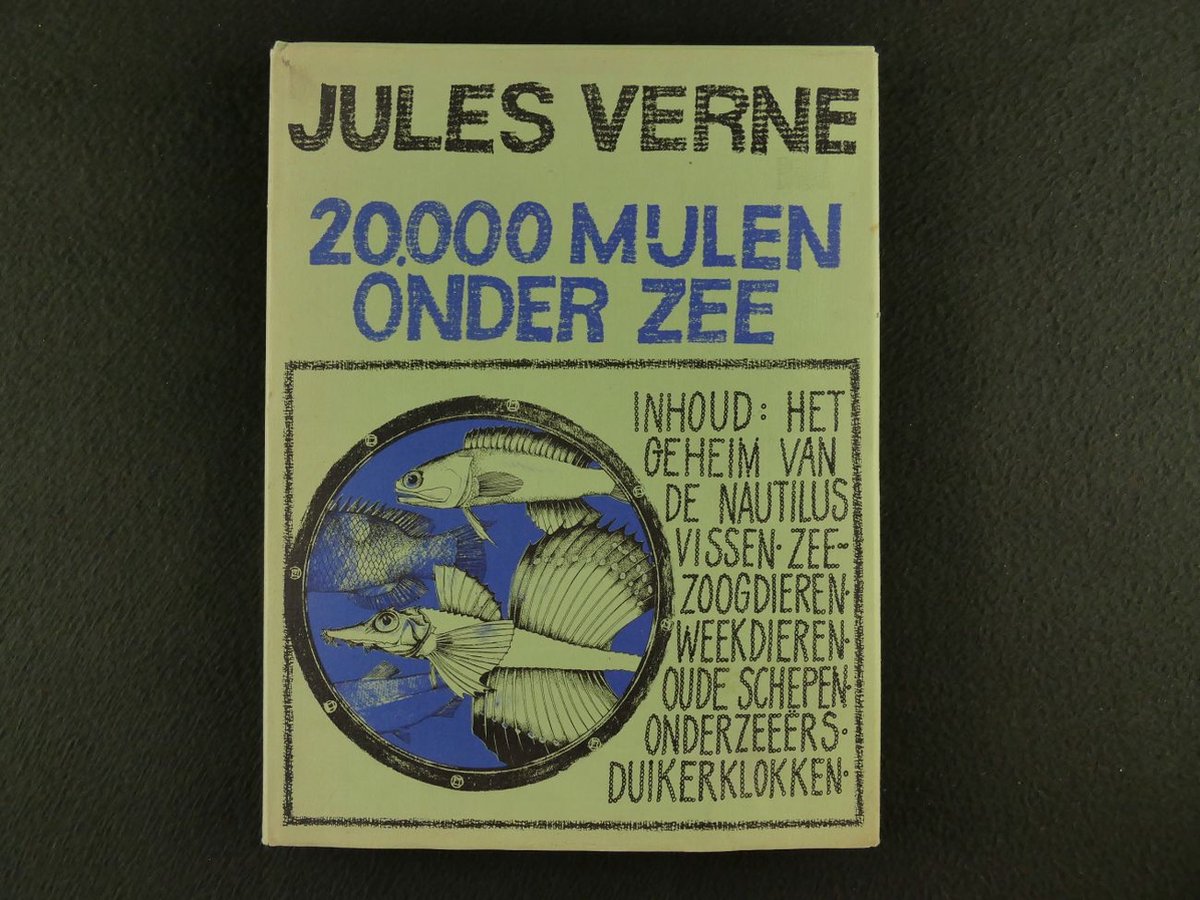 JULES VERNE
20.000 MIJLEN
ONDER ZEE
INHOUD: HET
GEHEIM VAN
DE NAUTILUS
VISSEN· ZEE-
ZOOGDIEREN·
WEEKDIEREN·
OUDE SCHEPEN·
ONDERZEEËRS·
DUIKERKLOKKEN·